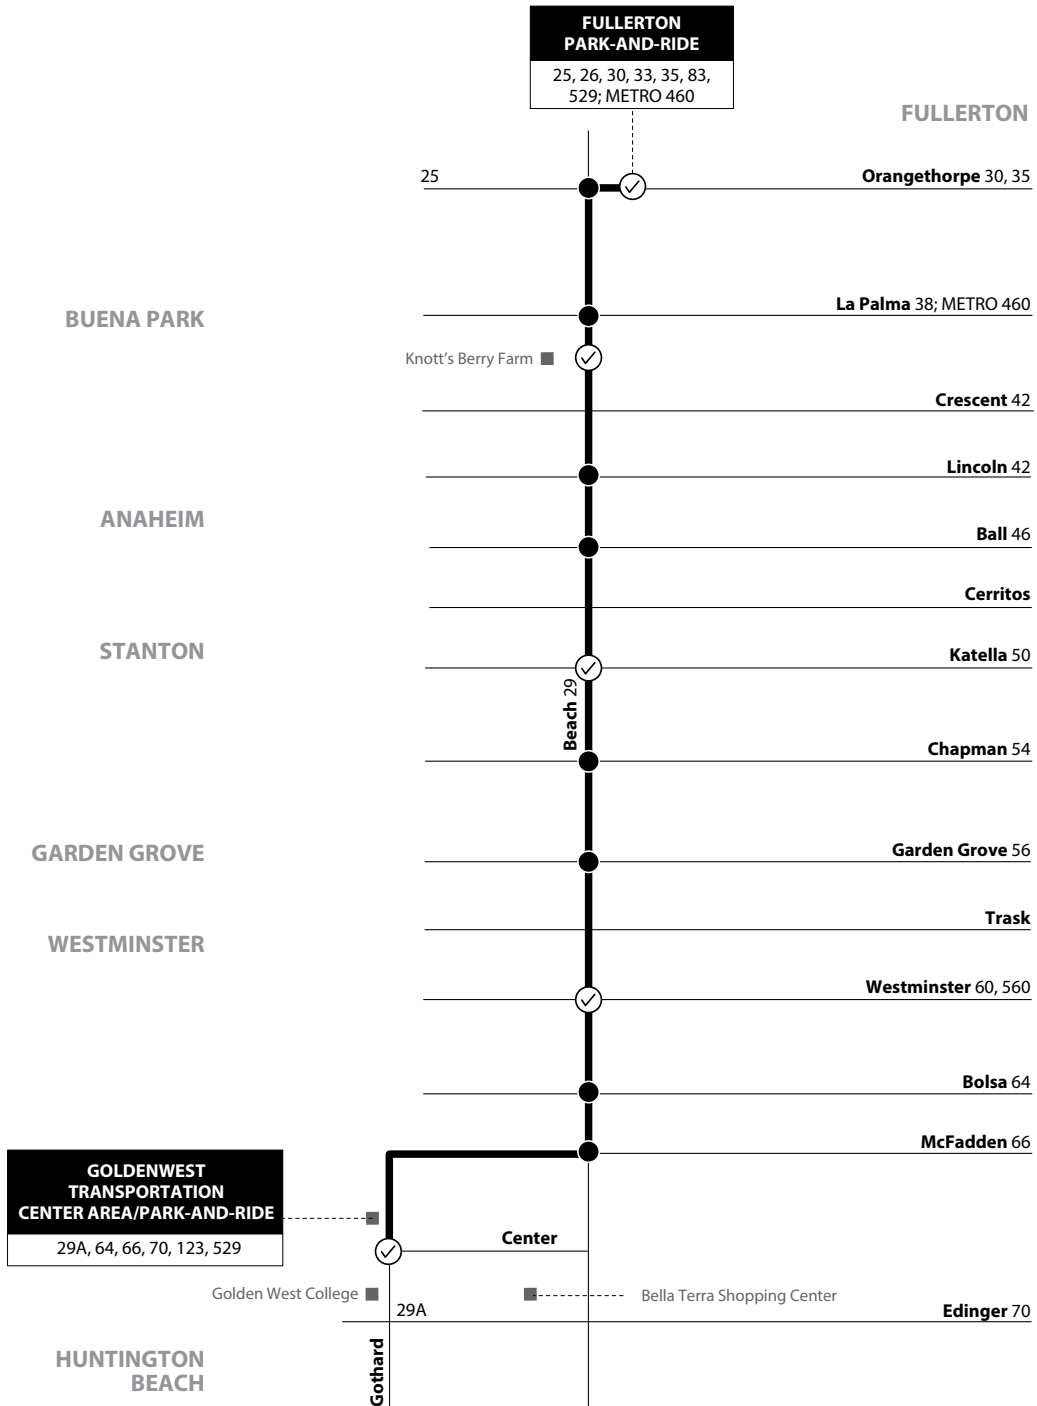 FULLERTON
PARK-AND-RIDE
25, 26, 30, 33, 35, 83,
529; METRO 460
FULLERTON
25
Orangethorpe 30, 35
BUENA PARK
La Palma 38; METRO 460
Knott's Berry Farm
Crescent 42
Lincoln 42
ANAHEIM
Ball 46
Cerritos
STANTON
Katella 50
Beach 29
Chapman 54
GARDEN GROVE
Garden Grove 56
Trask
WESTMINSTER
Westminster 60, 560
Bolsa 64
McFadden 66
GOLDENWEST
TRANSPORTATION
CENTER AREA/PARK-AND-RIDE
29A, 64, 66, 70, 123, 529
Center
Golden West College
Bella Terra Shopping Center
29A
Edinger 70
Gothard
HUNTINGTON
BEACH